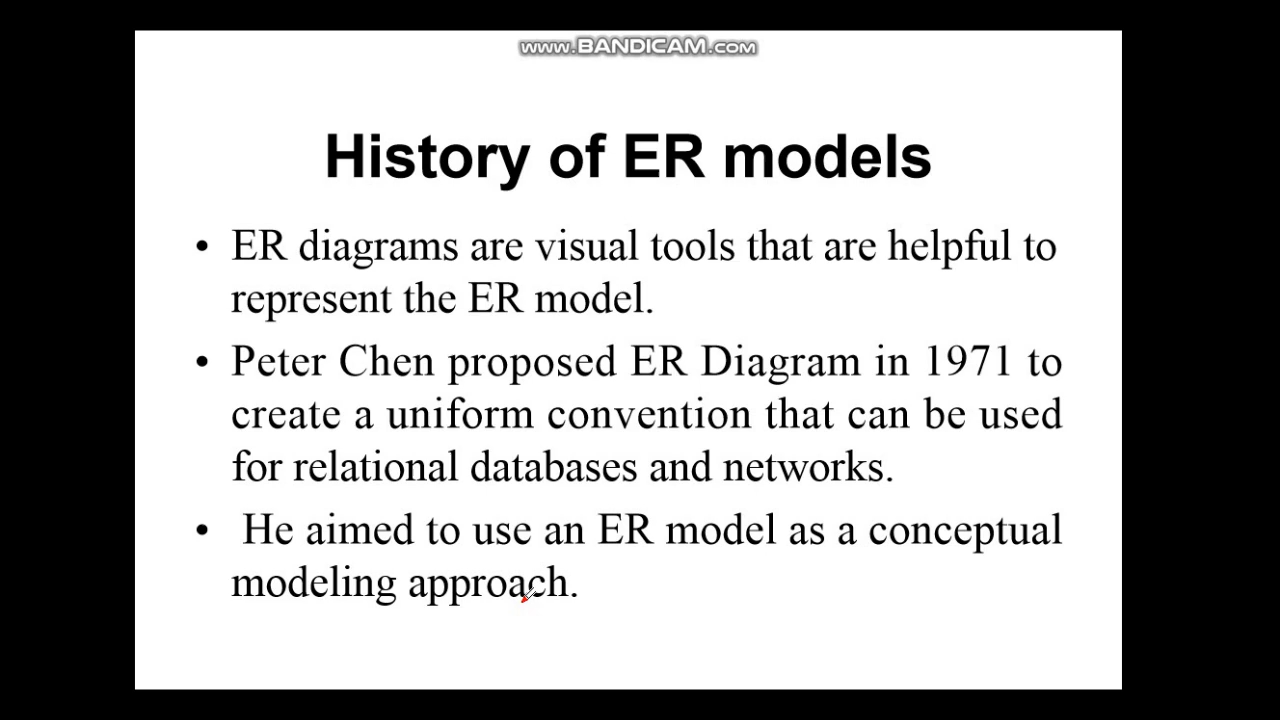 www.BANDICAM.com
History of ER models
• ER diagrams are visual tools that are helpful to
represent the ER model.
• Peter Chen proposed ER Diagram in 1971 to
create a uniform convention that can be used
for relational databases and networks.
• He aimed to use an ER model as a conceptual
modeling approach.